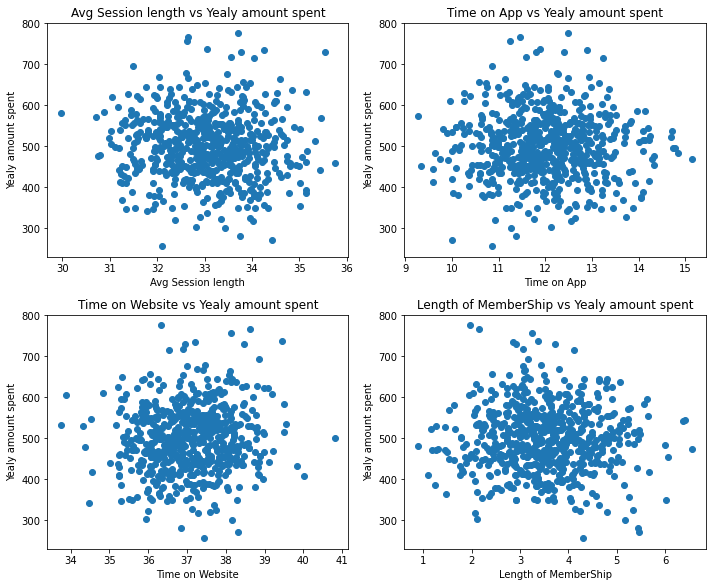 Avg Session length vs Yealy amount spent
Time on App vs Yealy amount spent
800
700
600
500
400
300
Yealy amount spent
30 31 32 33 34 35 36
Avg Session length
800
700
600
500
400
300
Yealy amount spent
9 10 11 12 13 14 15
Time on App
Time on Website vs Yealy amount spent
Length of MemberShip vs Yealy amount spent
800
700
600
500
400
300
Yealy amount spent
34 35 36 37 38 39 40 41
Time on Website
800
700
600
500
400
300
Yealy amount spent
1 2 3 4 5 6
Length of MemberShip